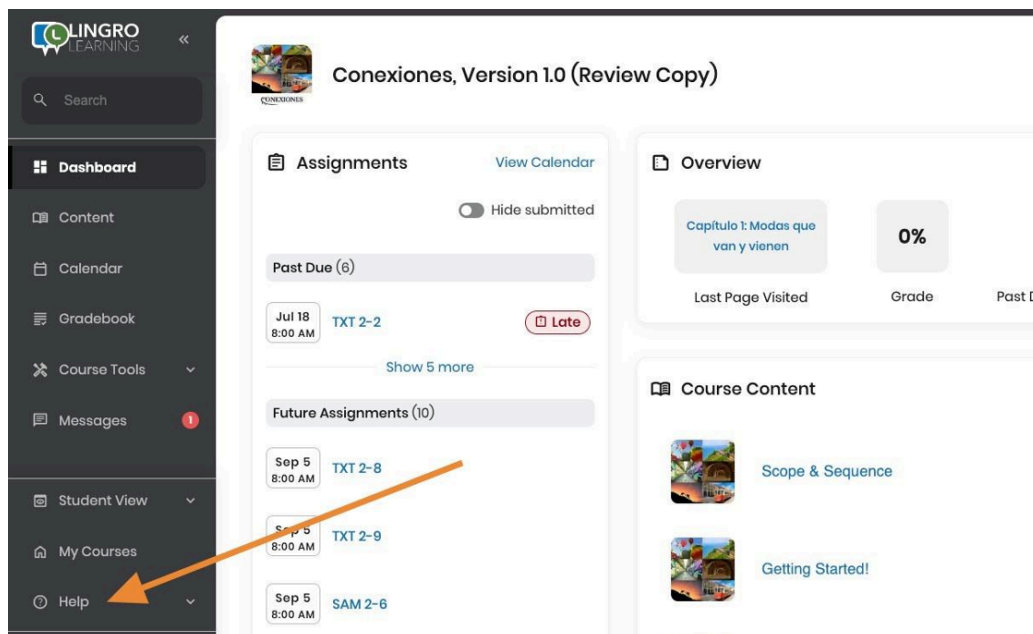 LINGRO
LEARNING
«
Search
Dashboard
Content
Calendar
Gradebook
Course Tools
Messages
1
Student View
My Courses
Help
CONEXIONES
Conexiones, Version 1.0 (Review Copy)
Assignments
View Calendar
Hide submitted
Past Due (6)
Jul 18
8:00 AM
TXT 2-2
Late
Show 5 more
Future Assignments (10)
Sep 5
8:00 AM
TXT 2-8
Sep 5
8:00 AM
TXT 2-9
Sep 5
8:00 AM
SAM 2-6
Overview
Capítulo 1: Modas que
van y vienen
Last Page Visited
0%
Grade
Past D
Course Content
Scope & Sequence
Getting Started!